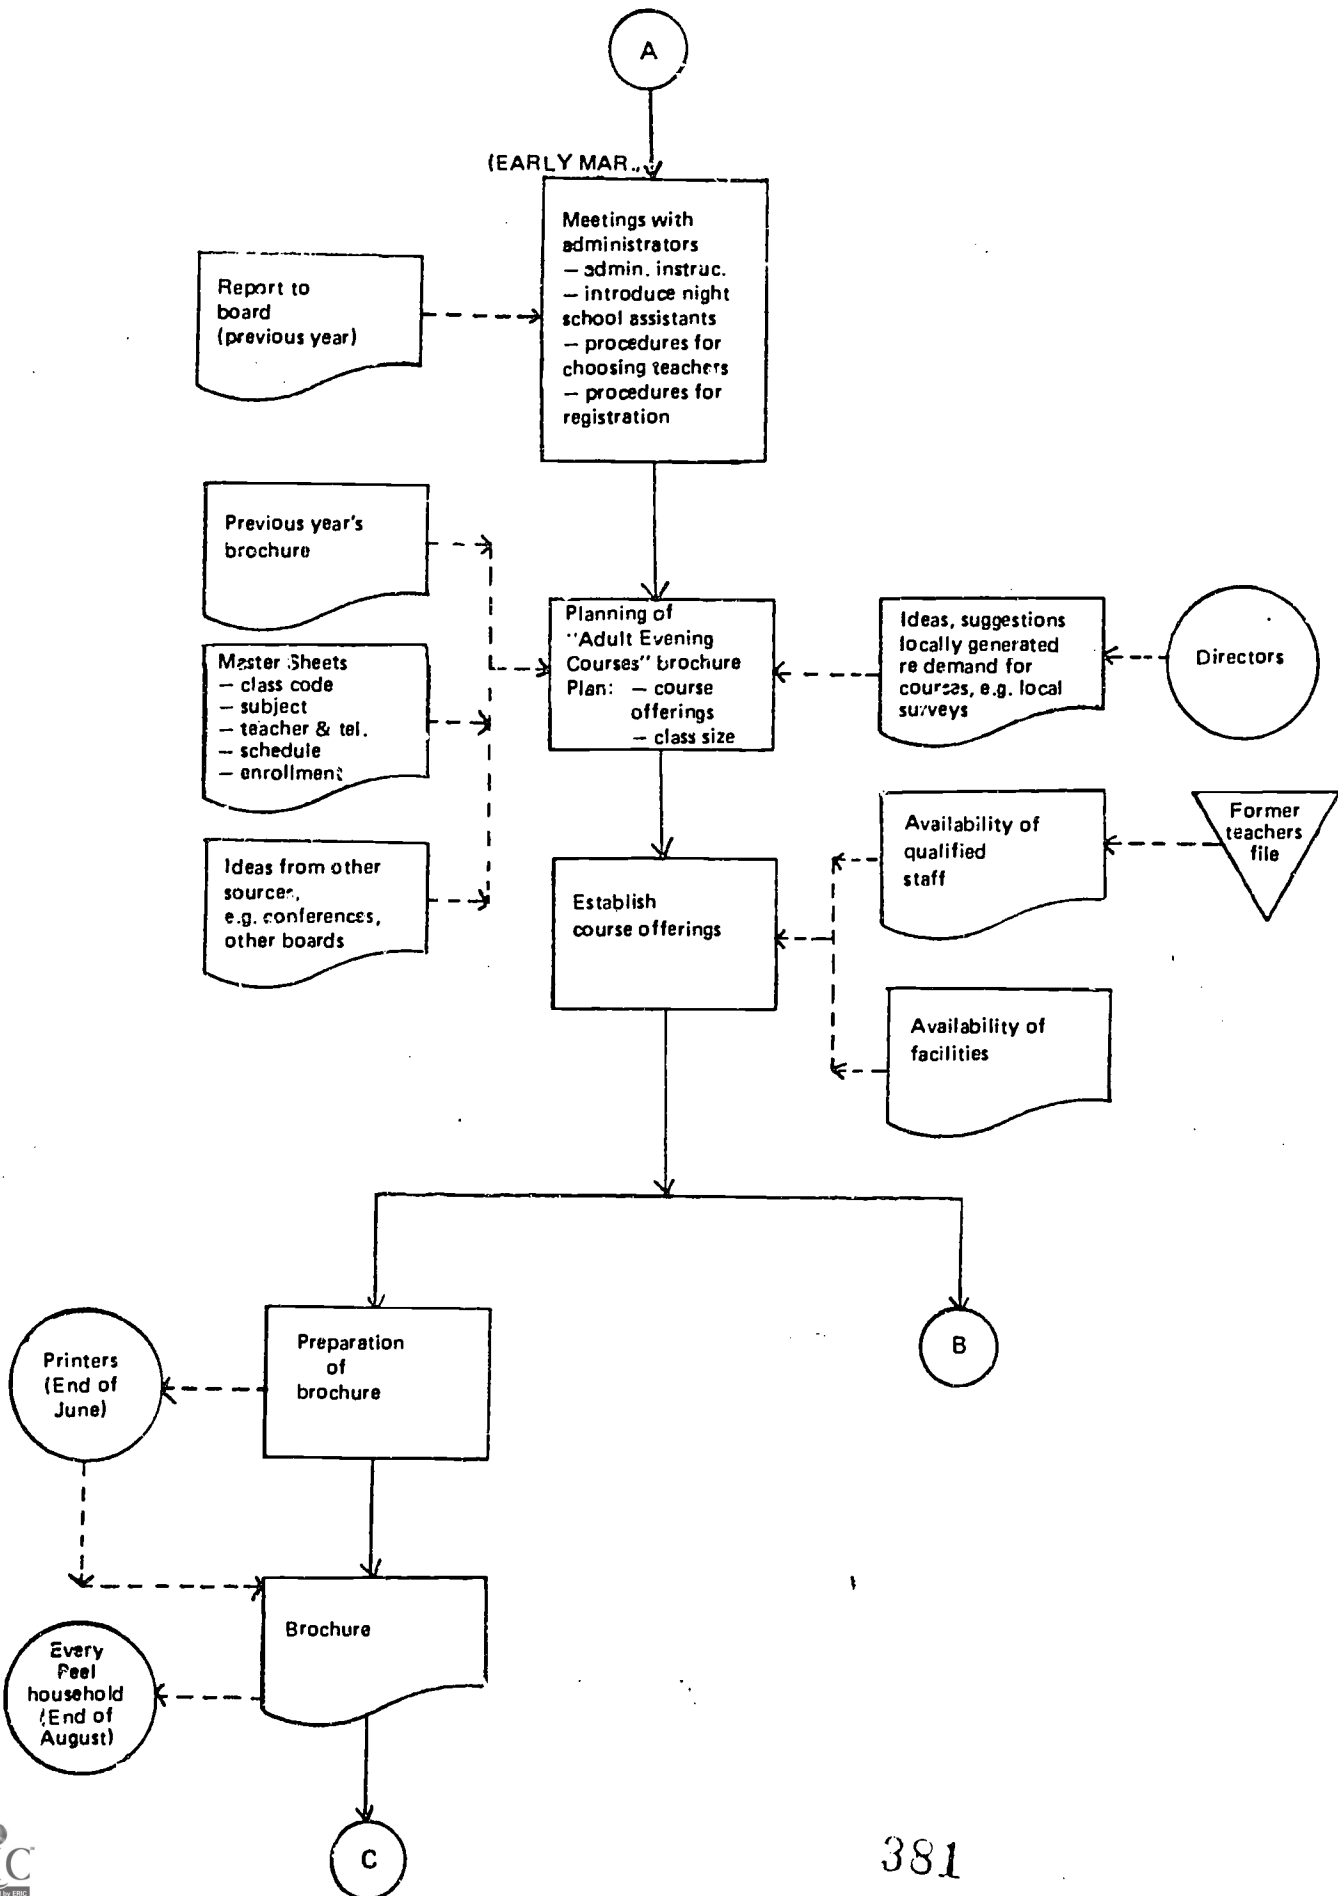 A
(EARLY MAR.,
Meetings with
administrators
— admin. instruc.
— introduce night
school assistants
— procedures for
choosing teachers
— procedures for
registration
Report to
board
(previous year)
Previous year's
brochure
Master Sheets
— class code
— subject
— teacher & tel.
— schedule
— enrollment
Ideas from other
sources,
e.g. conferences,
other boards
Planning of
"Adult Evening
Courses" brochure
Plan: — course
offerings
— class size
Ideas, suggestions
locally generated
re demand for
courses, e.g. local
surveys
Directors
Establish
course offerings
Availability of
qualified
staff
Former
teachers
file
Availability of
facilities
Preparation
of
brochure
Printers
(End of
June)
B
Brochure
Every
Peel
household
(End of
August)
C
381